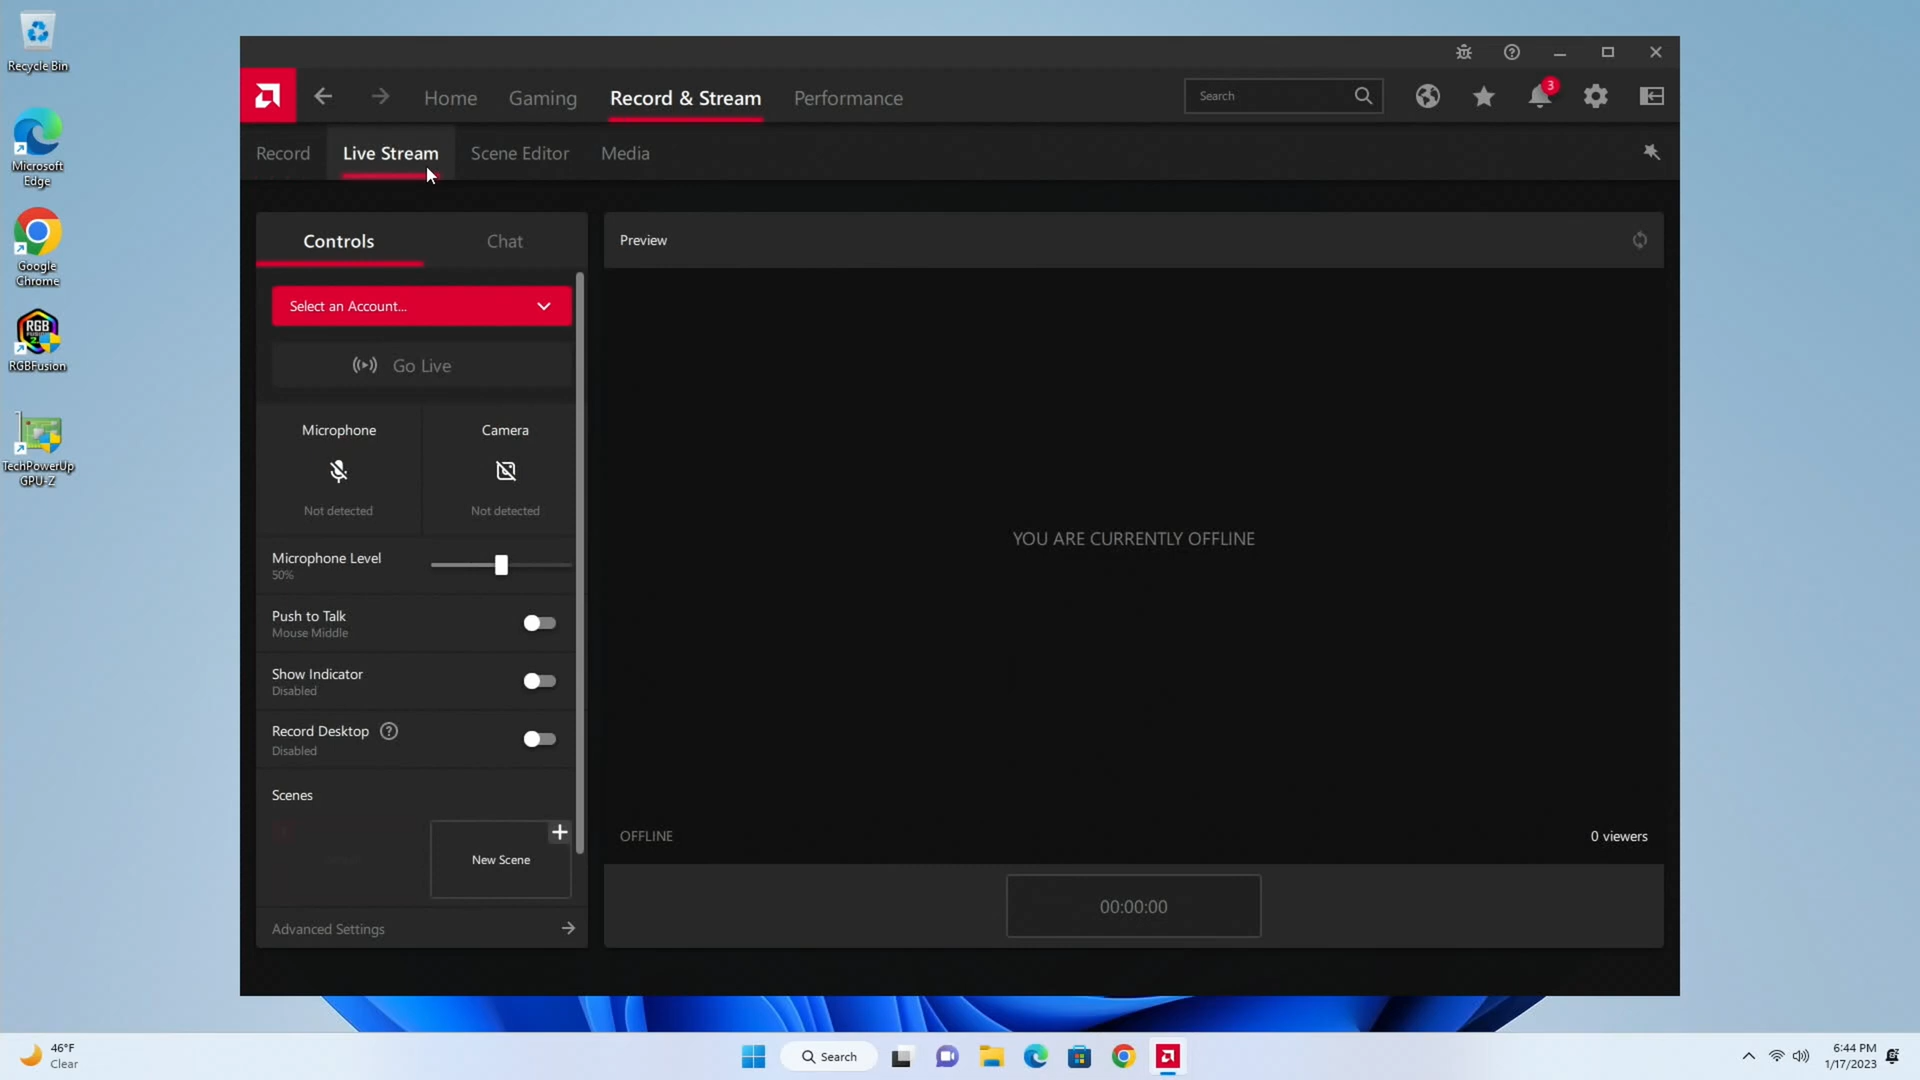 Recycle Bin
Microsoft
Edge
Google
Chrome
RGB
RGBFusion
TechPowerUp
GPU-Z
Home
Gaming
Record & Stream
Performance
Search
3
Record
Live Stream
Scene Editor
Media
Controls
Chat
Preview
Select an Account...
Go Live
Microphone
Camera
Not detected
Not detected
Microphone Level
50%
Push to Talk
Mouse Middle
Show Indicator
Disabled
Record Desktop
Disabled
Scenes
New Scene
Advanced Settings
YOU ARE CURRENTLY OFFLINE
OFFLINE
0 viewers
00:00:00
46°F
Clear
Search
6:44 PM
1/17/2023